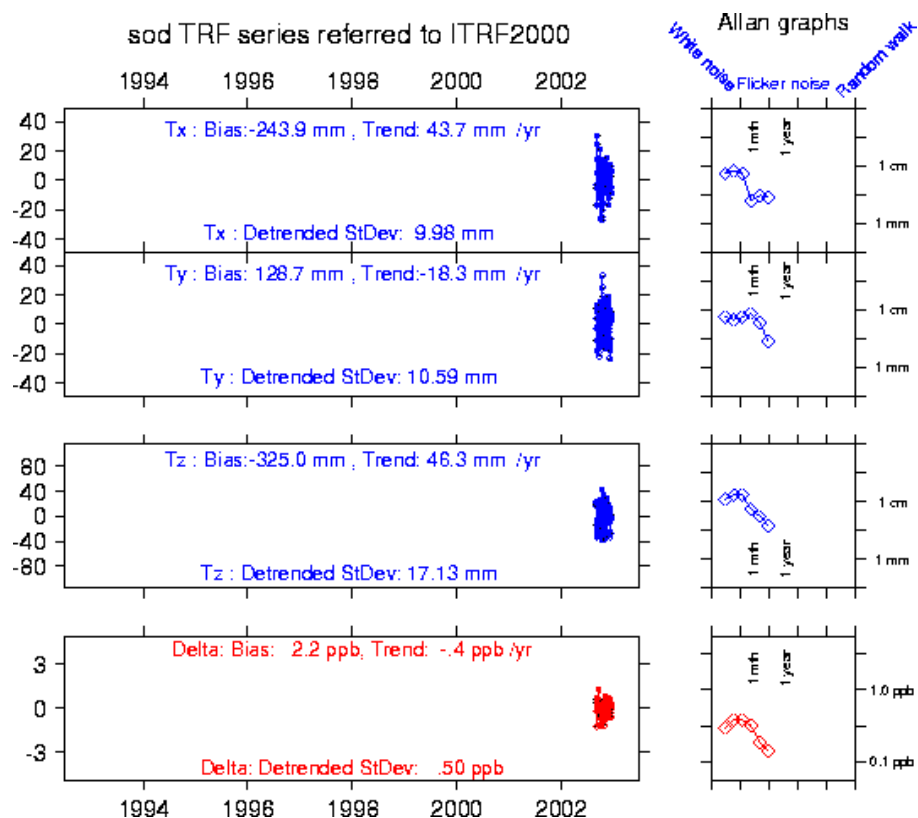 sod TRF series referred to ITRF2000
Allan graphs
White noise
Flicker noise
Random walk
1994 1996 1998 2000 2002
40
20
0
-20
-40
Tx : Bias:-243.9 mm , Trend: 43.7 mm /yr
Tx : Detrended StDev: 9.98 mm
1 mth
1 year
1 cm
1 mm
40
20
0
-20
-40
Ty : Bias: 128.7 mm , Trend:-18.3 mm /yr
Ty : Detrended StDev: 10.59 mm
1 mth
1 year
1 cm
1 mm
80
40
0
-40
-80
Tz : Bias:-325.0 mm , Trend: 46.3 mm /yr
Tz : Detrended StDev: 17.13 mm
1 mth
1 year
1 cm
1 mm
3
0
-3
Delta: Bias: 2.2 ppb, Trend: -.4 ppb /yr
Delta: Detrended StDev: .50 ppb
1 mth
1 year
1.0 ppb
0.1 ppb
1994 1996 1998 2000 2002